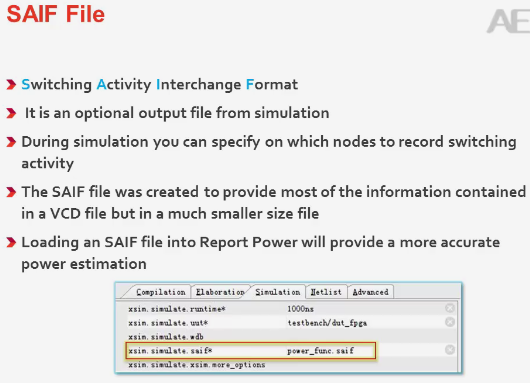 SAIF File
AE
Switching Activity Interchange Format
It is an optional output file from simulation
During simulation you can specify on which nodes to record switching
activity
The SAIF file was created to provide most of the information contained
in a VCD file but in a much smaller size file
Loading an SAIF file into Report Power will provide a more accurate
power estimation
Compilation Elaboration Simulation Netlist Advanced
xsim.simulate.runtime* 1000ns
xsim.simulate.uut* testbench/dut_fpga
xsim.simulate.wdb
xsim.simulate.saif* power_func.saif
xsim.simulate.xsim.more_options